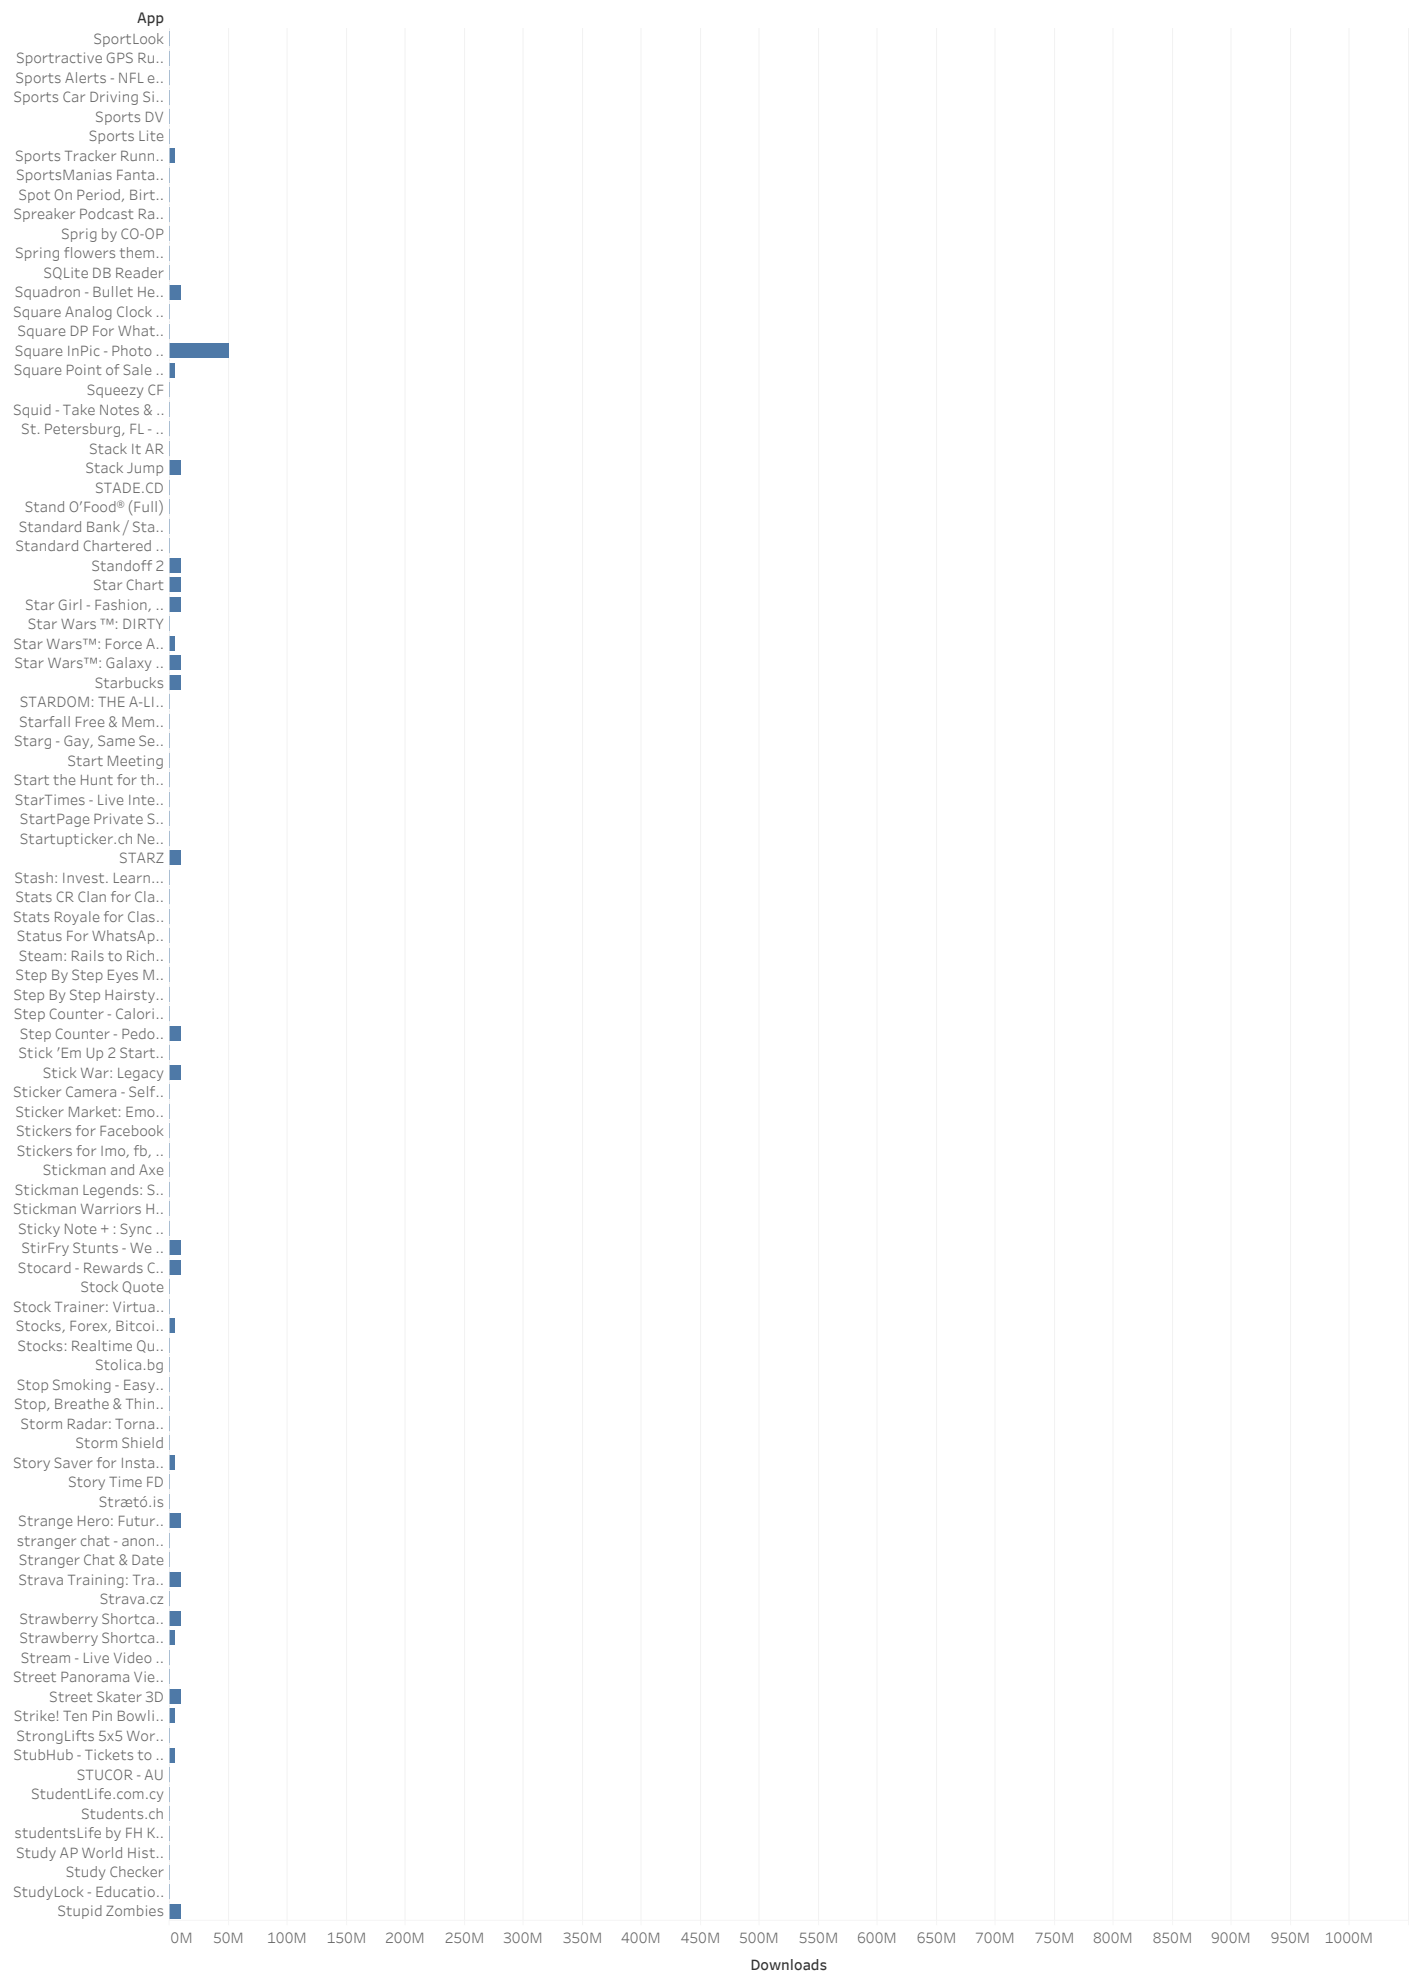 App
SportLook
Sportractive GPS Ru..
Sports Alerts - NFL e..
Sports Car Driving Si..
Sports DV
Sports Lite
Sports Tracker Runn..
SportsManias Fanta..
Spot On Period, Birt..
Spreaker Podcast Ra..
Sprig by CO-OP
Spring flowers them..
SQLite DB Reader
Squadron - Bullet He..
Square Analog Clock ..
Square DP For What..
Square InPic - Photo ..
Square Point of Sale ..
Squeezy CF
Squid - Take Notes & ..
St. Petersburg, FL - ..
Stack It AR
Stack Jump
STADE.CD
Stand O’Food® (Full)
Standard Bank / Sta..
Standard Chartered ..
Standoff 2
Star Chart
Star Girl - Fashion, ..
Star Wars ™: DIRTY
Star Wars™: Force A..
Star Wars™: Galaxy ..
Starbucks
STARDOM: THE A-LI..
Starfall Free & Mem..
Starg - Gay, Same Se..
Start Meeting
Start the Hunt for th..
StarTimes - Live Inte..
StartPage Private S..
Startupticker.ch Ne..
STARZ
Stash: Invest. Learn...
Stats CR Clan for Cla..
Stats Royale for Clas..
Status For WhatsAp..
Steam: Rails to Rich..
Step By Step Eyes M..
Step By Step Hairsty..
Step Counter - Calori..
Step Counter - Pedo..
Stick ’Em Up 2 Start..
Stick War: Legacy
Sticker Camera - Self..
Sticker Market: Emo..
Stickers for Facebook
Stickers for Imo, fb, ..
Stickman and Axe
Stickman Legends: S..
Stickman Warriors H..
Sticky Note + : Sync ..
StirFry Stunts - We ..
Stocard - Rewards C..
Stock Quote
Stock Trainer: Virtua..
Stocks, Forex, Bitcoi..
Stocks: Realtime Qu..
Stolica.bg
Stop Smoking - Easy..
Stop, Breathe & Thin..
Storm Radar: Torna..
Storm Shield
Story Saver for Insta..
Story Time FD
Strætó.is
Strange Hero: Futur..
stranger chat - anon..
Stranger Chat & Date
Strava Training: Tra..
Strava.cz
Strawberry Shortca..
Strawberry Shortca..
Stream - Live Video ..
Street Panorama Vie..
Street Skater 3D
Strike! Ten Pin Bowli..
StrongLifts 5x5 Wor..
StubHub - Tickets to ..
STUCOR - AU
StudentLife.com.cy
Students.ch
studentsLife by FH K..
Study AP World Hist..
Study Checker
StudyLock - Educatio..
Stupid Zombies
0M 50M 100M 150M 200M 250M 300M 350M 400M 450M 500M 550M 600M 650M 700M 750M 800M 850M 900M 950M 1000M
Downloads